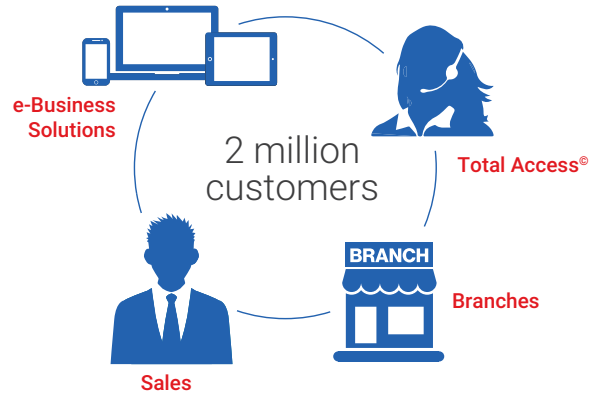 e-Business
Solutions
2 million
customers
Total Access©
BRANCH
Branches
Sales